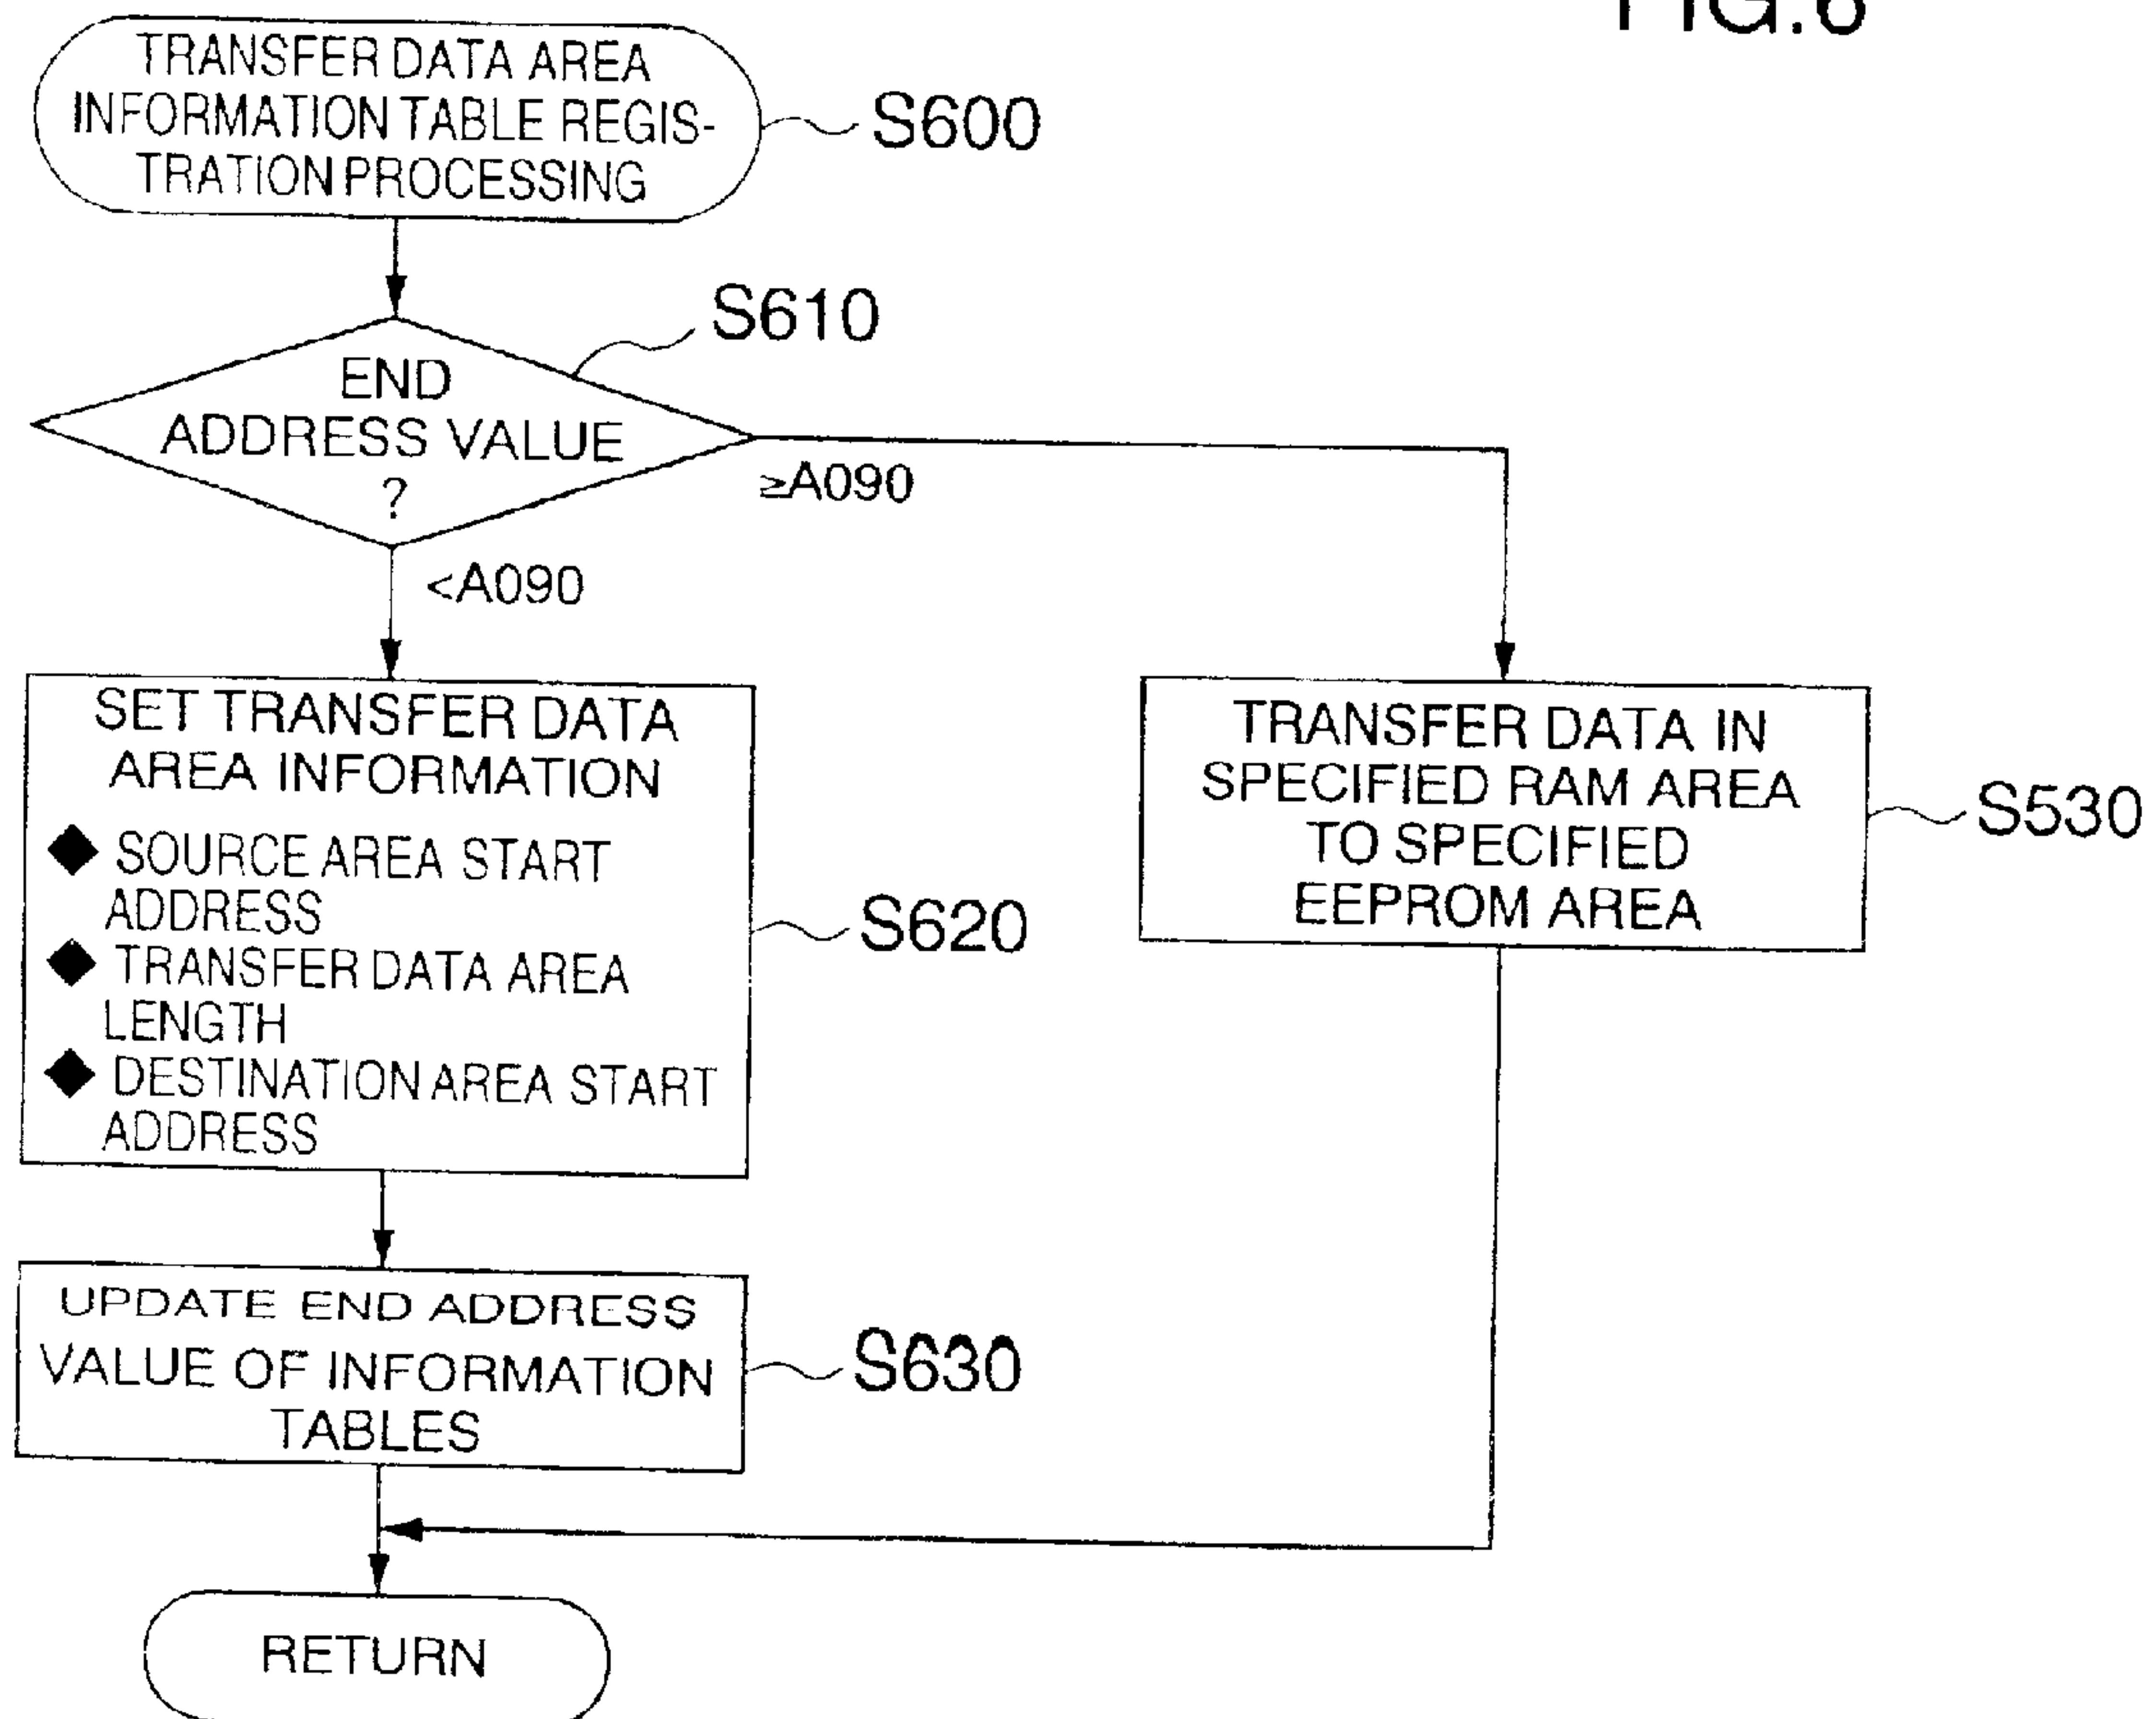 FIG.6
TRANSFER DATA AREA
INFORMATION TABLE REGIS-
TRATION PROCESSING
S600
S610
END
ADDRESS VALUE
?
≥A090
<A090
SET TRANSFER DATA
AREA INFORMATION
◆ SOURCE AREA START
ADDRESS
◆ TRANSFER DATA AREA
LENGTH
◆ DESTINATION AREA START
ADDRESS
S620
TRANSFER DATA IN
SPECIFIED RAM AREA
TO SPECIFIED
EEPROM AREA
S530
UPDATE END ADDRESS
VALUE OF INFORMATION
TABLES
S630
RETURN